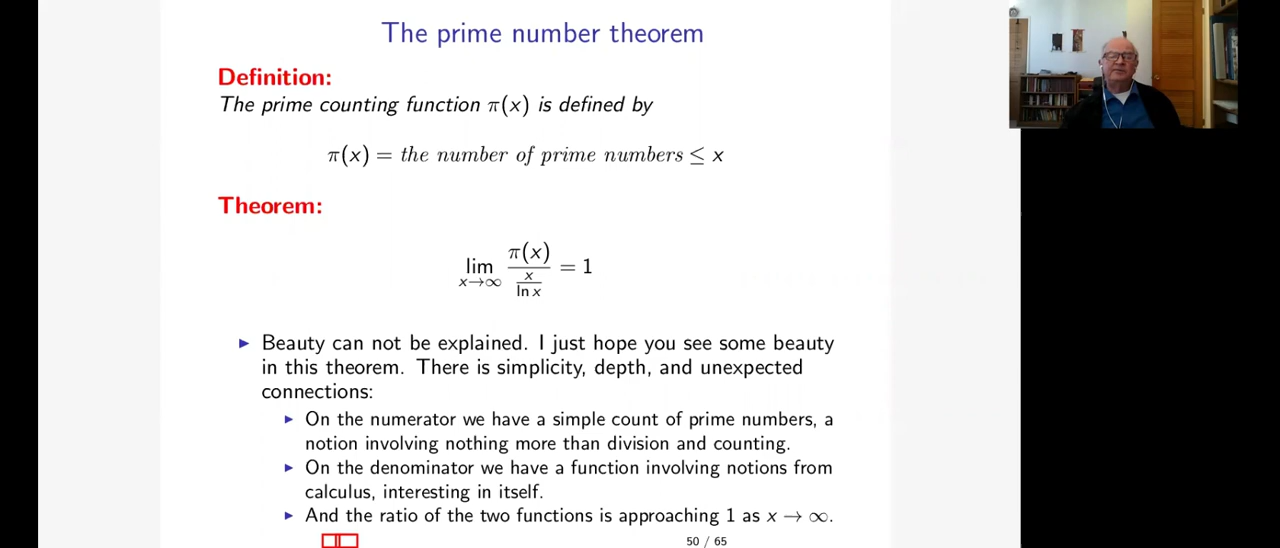 The prime number theorem
Definition:
The prime counting function π(x) is defined by
π(x) = the number of prime numbers ≤ x
Theorem:
lim x→∞ π(x) / (x / ln x) = 1
► Beauty can not be explained. I just hope you see some beauty
in this theorem. There is simplicity, depth, and unexpected
connections:
► On the numerator we have a simple count of prime numbers, a
notion involving nothing more than division and counting.
► On the denominator we have a function involving notions from
calculus, interesting in itself.
► And the ratio of the two functions is approaching 1 as x → ∞.
50 / 65